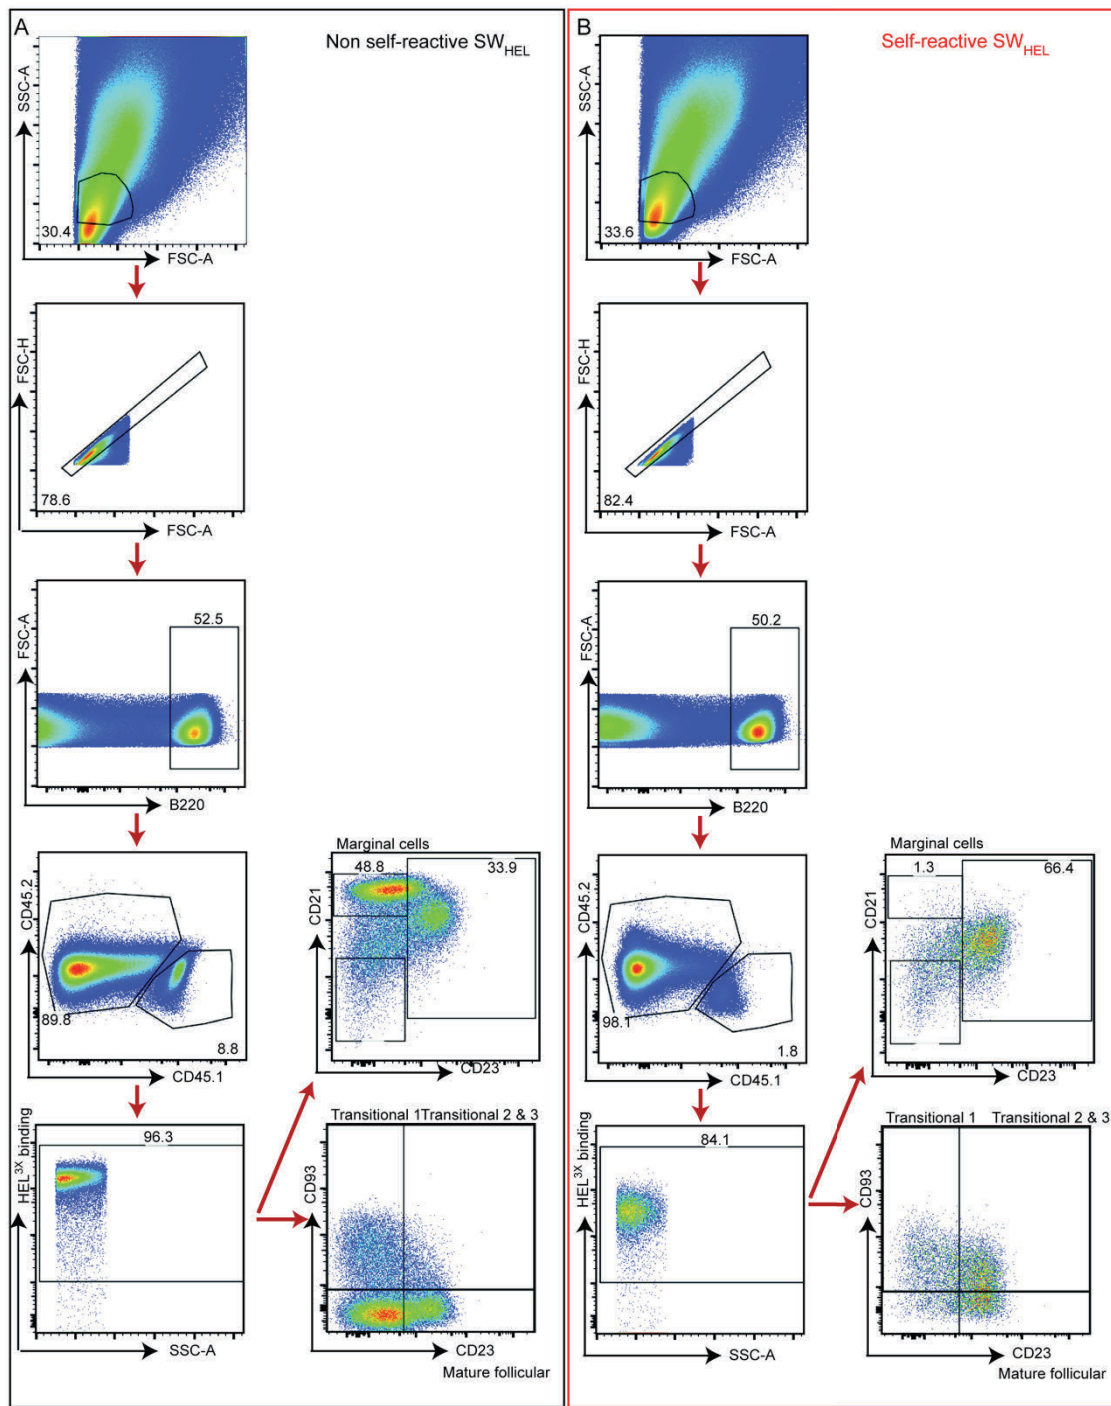 A
Non self-reactive SWHEL
SSC-A
30.4
FSC-A
FSC-H
78.6
FSC-A
FSC-A
52.5
B220
CD45.2
89.8
8.8
CD45.1
Marginal cells
48.8
33.9
CD21
CD23
HEL3X binding
96.3
SSC-A
Transitional 1 Transitional 2 & 3
CD93
CD23
Mature follicular
B
Self-reactive SWHEL
SSC-A
33.6
FSC-A
FSC-H
82.4
FSC-A
FSC-A
50.2
B220
CD45.2
98.1
1.8
CD45.1
Marginal cells
1.3
66.4
CD21
CD23
HEL3X binding
84.1
SSC-A
Transitional 1 Transitional 2 & 3
CD93
CD23
Mature follicular